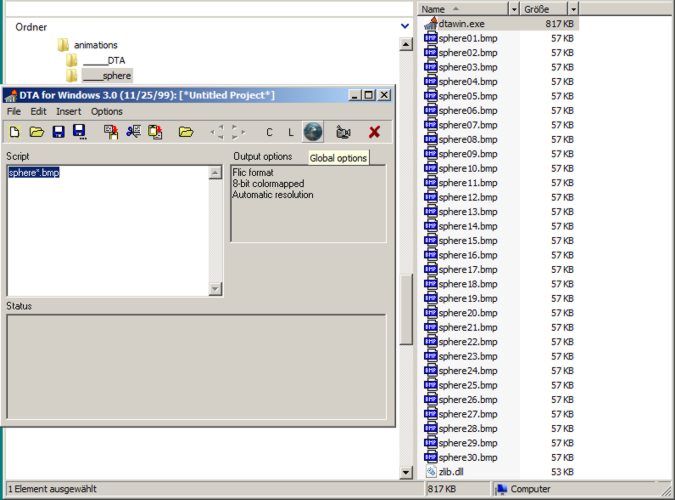 Ordner
animations
_____DTA
_____sphere
DTA for Windows 3.0 (11/25/99): [*Untitled Project*]
File Edit Insert Options
C L
Script
Output options
Global options
sphere*.bmp
Flic format
8-bit colormapped
Automatic resolution
Status
1 Element ausgewählt
Name Größe
dtawin.exe 817 KB
sphere01.bmp 57 KB
sphere02.bmp 57 KB
sphere03.bmp 57 KB
sphere04.bmp 57 KB
sphere05.bmp 57 KB
sphere06.bmp 57 KB
sphere07.bmp 57 KB
sphere08.bmp 57 KB
sphere09.bmp 57 KB
sphere10.bmp 57 KB
sphere11.bmp 57 KB
sphere12.bmp 57 KB
sphere13.bmp 57 KB
sphere14.bmp 57 KB
sphere15.bmp 57 KB
sphere16.bmp 57 KB
sphere17.bmp 57 KB
sphere18.bmp 57 KB
sphere19.bmp 57 KB
sphere20.bmp 57 KB
sphere21.bmp 57 KB
sphere22.bmp 57 KB
sphere23.bmp 57 KB
sphere24.bmp 57 KB
sphere25.bmp 57 KB
sphere26.bmp 57 KB
sphere27.bmp 57 KB
sphere28.bmp 57 KB
sphere29.bmp 57 KB
sphere30.bmp 57 KB
zlib.dll 53 KB
817 KB Computer